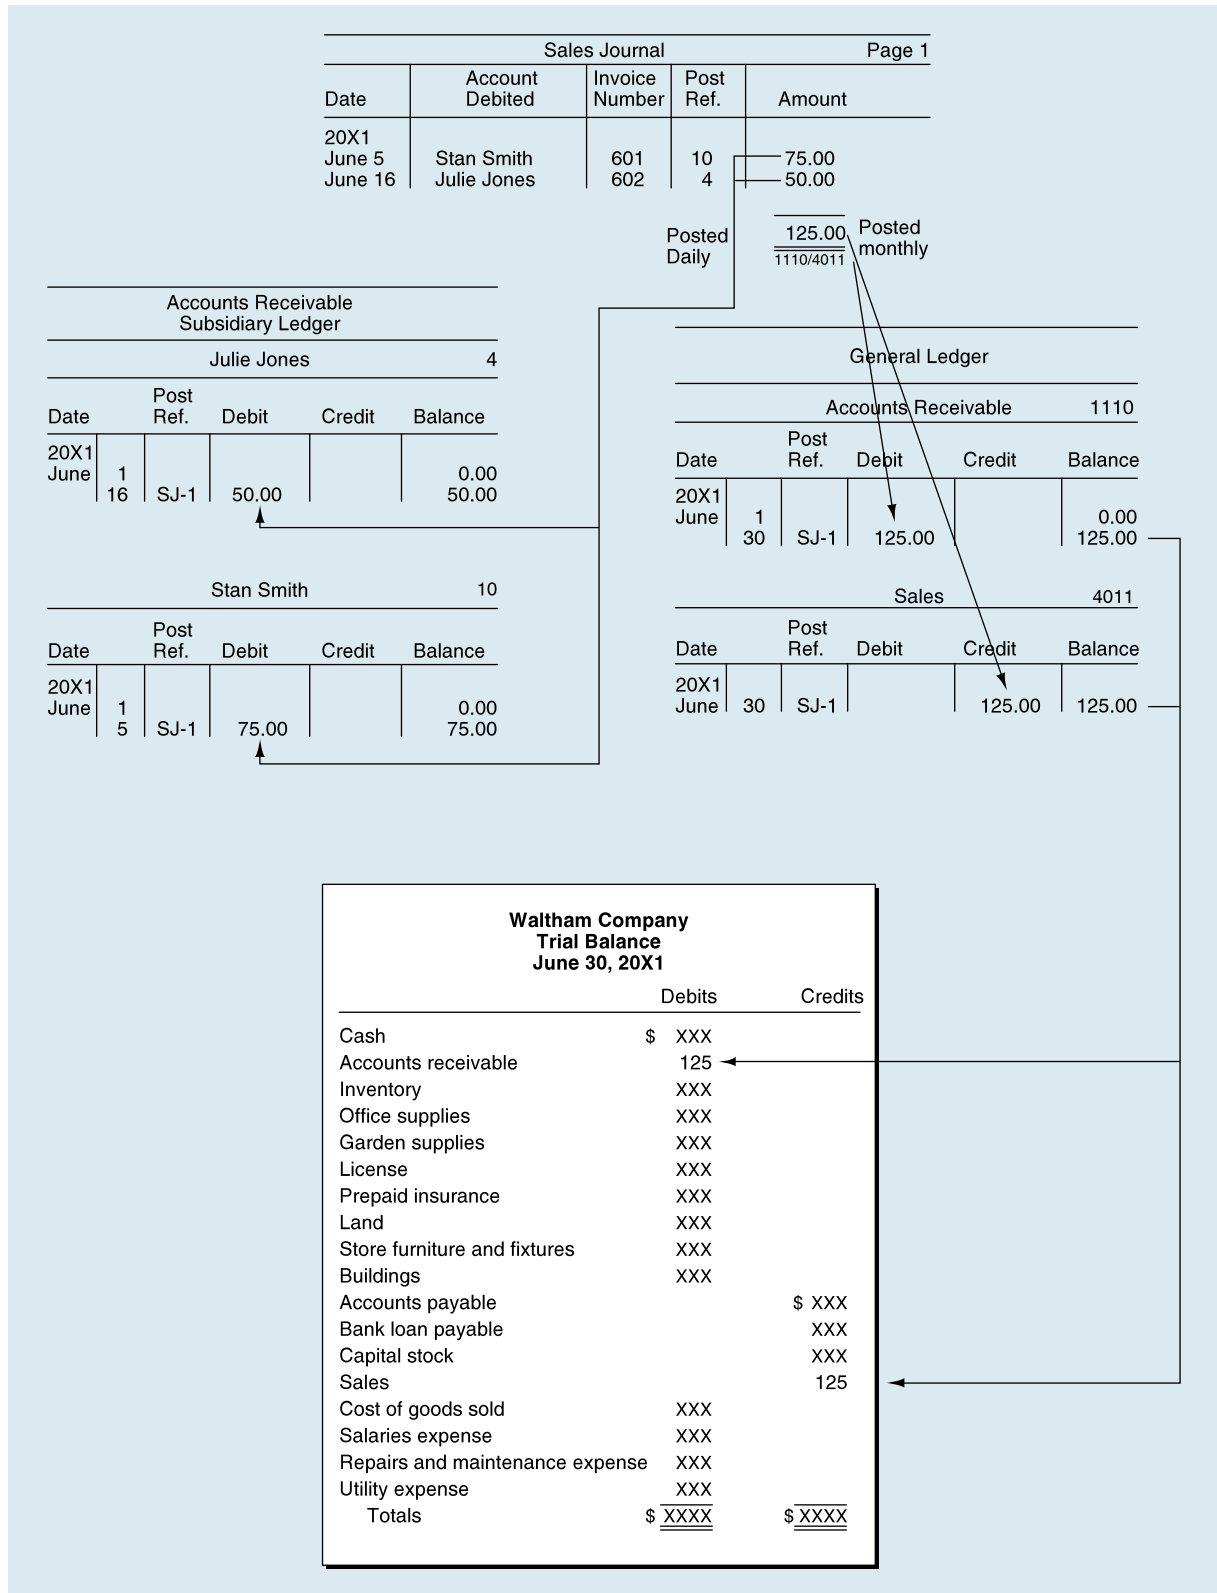 Sales Journal Page 1
Date Account Debited Invoice Number Post Ref. Amount
20X1
June 5 Stan Smith 601 10 75.00
June 16 Julie Jones 602 4 50.00
Posted Daily
125.00
1110/4011
Posted monthly
Accounts Receivable
Subsidiary Ledger
Julie Jones 4
Date Post Ref. Debit Credit Balance
20X1
June 1 0.00
16 SJ-1 50.00 50.00
Stan Smith 10
Date Post Ref. Debit Credit Balance
20X1
June 1 0.00
5 SJ-1 75.00 75.00
General Ledger
Accounts Receivable 1110
Date Post Ref. Debit Credit Balance
20X1
June 1 0.00
30 SJ-1 125.00 125.00
Sales 4011
Date Post Ref. Debit Credit Balance
20X1
June 30 SJ-1 125.00 125.00
Waltham Company
Trial Balance
June 30, 20X1
Debits Credits
Cash $ XXX
Accounts receivable 125
Inventory XXX
Office supplies XXX
Garden supplies XXX
License XXX
Prepaid insurance XXX
Land XXX
Store furniture and fixtures XXX
Buildings XXX
Accounts payable $ XXX
Bank loan payable XXX
Capital stock XXX
Sales 125
Cost of goods sold XXX
Salaries expense XXX
Repairs and maintenance expense XXX
Utility expense XXX
Totals $ XXXX $ XXXX